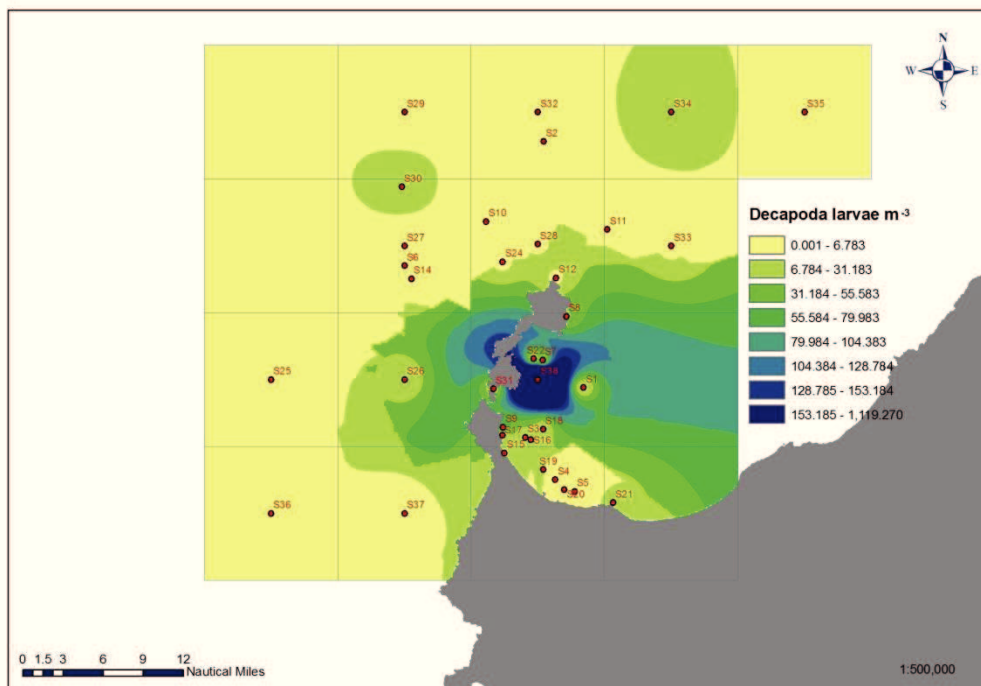 N
W E
S
S29
S32
S34
S35
S2
S30
S10
S11
S27
S28
S33
S6
S24
S14
S12
S8
S22
S7
S25
S26
S31
S1
S9
S17
S3
S18
S16
S15
S19
S4
S5
S20
S21
S36
S37
Decapoda larvae m-3
0.001 - 6.783
6.784 - 31.183
31.184 - 55.583
55.584 - 79.983
79.984 - 104.383
104.384 - 128.784
128.785 - 153.184
153.185 - 1,119.270
0 1.5 3 6 9 12
Nautical Miles
1:500,000